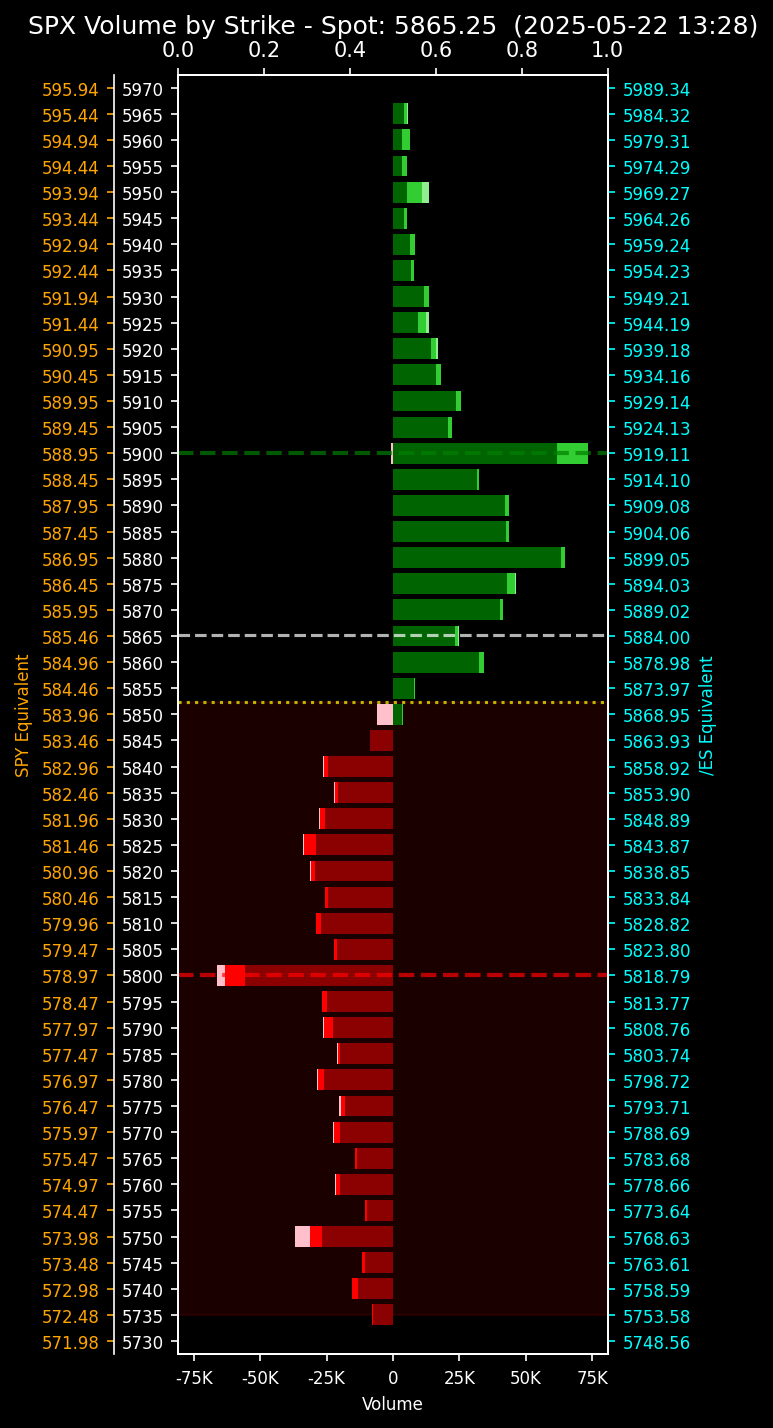 SPX Volume by Strike - Spot: 5865.25 (2025-05-22 13:28)
0.0 0.2 0.4 0.6 0.8 1.0
595.94 5970 5989.34
595.44 5965 5984.32
594.94 5960 5979.31
594.44 5955 5974.29
593.94 5950 5969.27
593.44 5945 5964.26
592.94 5940 5959.24
592.44 5935 5954.23
591.94 5930 5949.21
591.44 5925 5944.19
590.95 5920 5939.18
590.45 5915 5934.16
589.95 5910 5929.14
589.45 5905 5924.13
588.95 5900 5919.11
588.45 5895 5914.10
587.95 5890 5909.08
587.45 5885 5904.06
586.95 5880 5899.05
586.45 5875 5894.03
585.95 5870 5889.02
585.46 5865 5884.00
584.96 5860 5878.98
584.46 5855 5873.97
583.96 5850 5868.95
583.46 5845 5863.93
582.96 5840 5858.92
582.46 5835 5853.90
581.96 5830 5848.89
581.46 5825 5843.87
580.96 5820 5838.85
580.46 5815 5833.84
579.96 5810 5828.82
579.47 5805 5823.80
578.97 5800 5818.79
578.47 5795 5813.77
577.97 5790 5808.76
577.47 5785 5803.74
576.97 5780 5798.72
576.47 5775 5793.71
575.97 5770 5788.69
575.47 5765 5783.68
574.97 5760 5778.66
574.47 5755 5773.64
573.98 5750 5768.63
573.48 5745 5763.61
572.98 5740 5758.59
572.48 5735 5753.58
571.98 5730 5748.56
SPY Equivalent
/ES Equivalent
-75K -50K -25K 0 25K 50K 75K
Volume